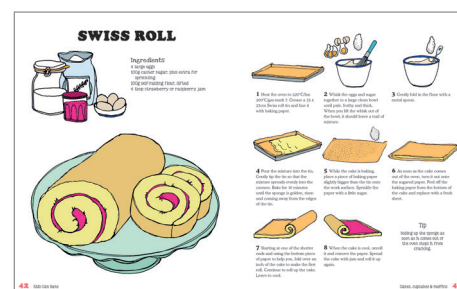 SWISS ROLL
Ingredients
4 large eggs
100g caster sugar, plus extra for
sprinkling
100g self-raising flour, sifted
4 tbsp strawberry or raspberry jam
1 Heat the oven to 220°C/fan
200°C/gas mark 7. Grease a
Swiss roll tin and line it
with baking paper.
2 Whisk the eggs and sugar
together in a large clean bowl
until pale, frothy and thick.
When you lift the whisk out of
the bowl, it should leave a trail of
mixture.
3 Gently fold in the flour with a
metal spoon.
4 Pour the mixture into the tin.
Gently tip the tin so that the
mixture spreads evenly into the
corners. Bake for 10 minutes
until the sponge is golden, risen
and coming away from the edges
of the tin.
5 While the cake is baking,
place a piece of baking paper
slightly bigger than the tin onto
the work surface. Sprinkle the
paper with a little sugar.
6 As soon as the cake comes
out of the oven, turn it out onto
the sugared paper. Peel off the
baking paper from the bottom of
the cake and replace with a fresh
sheet.
7 Starting at one of the shorter
ends and using the bottom piece
of paper to help you, fold over an
inch of the cake to make the first
roll. Continue to roll up the cake.
Leave to cool.
8 When the cake is cool, unroll
it and remove the paper. Spread
the cake with jam and roll it up
again.
Tip
Rolling up the sponge as
soon as it comes out of
the oven stops it from
cracking.
42 Kids Can Bake
Cakes, cupcakes & muffins 4